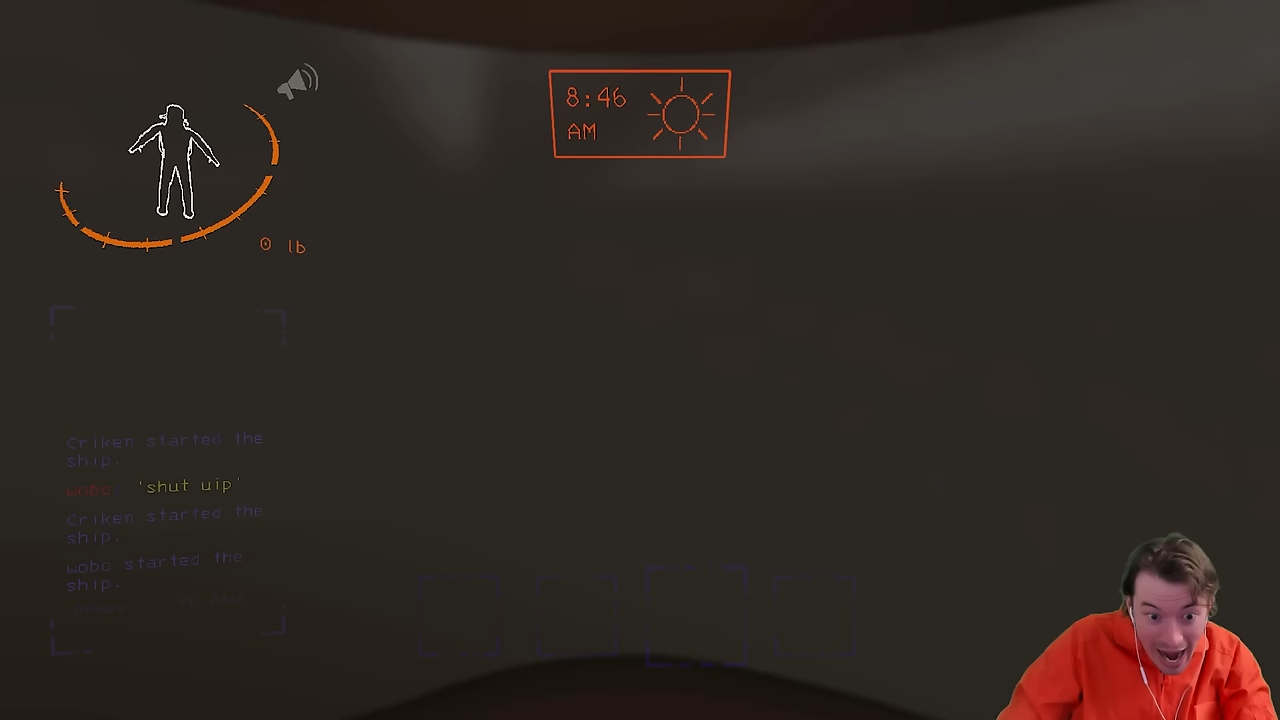 8:46
AM
0 lb
Criken started the
ship.
wobo 'shut uip'
Criken started the
ship.
wobo started the
ship.